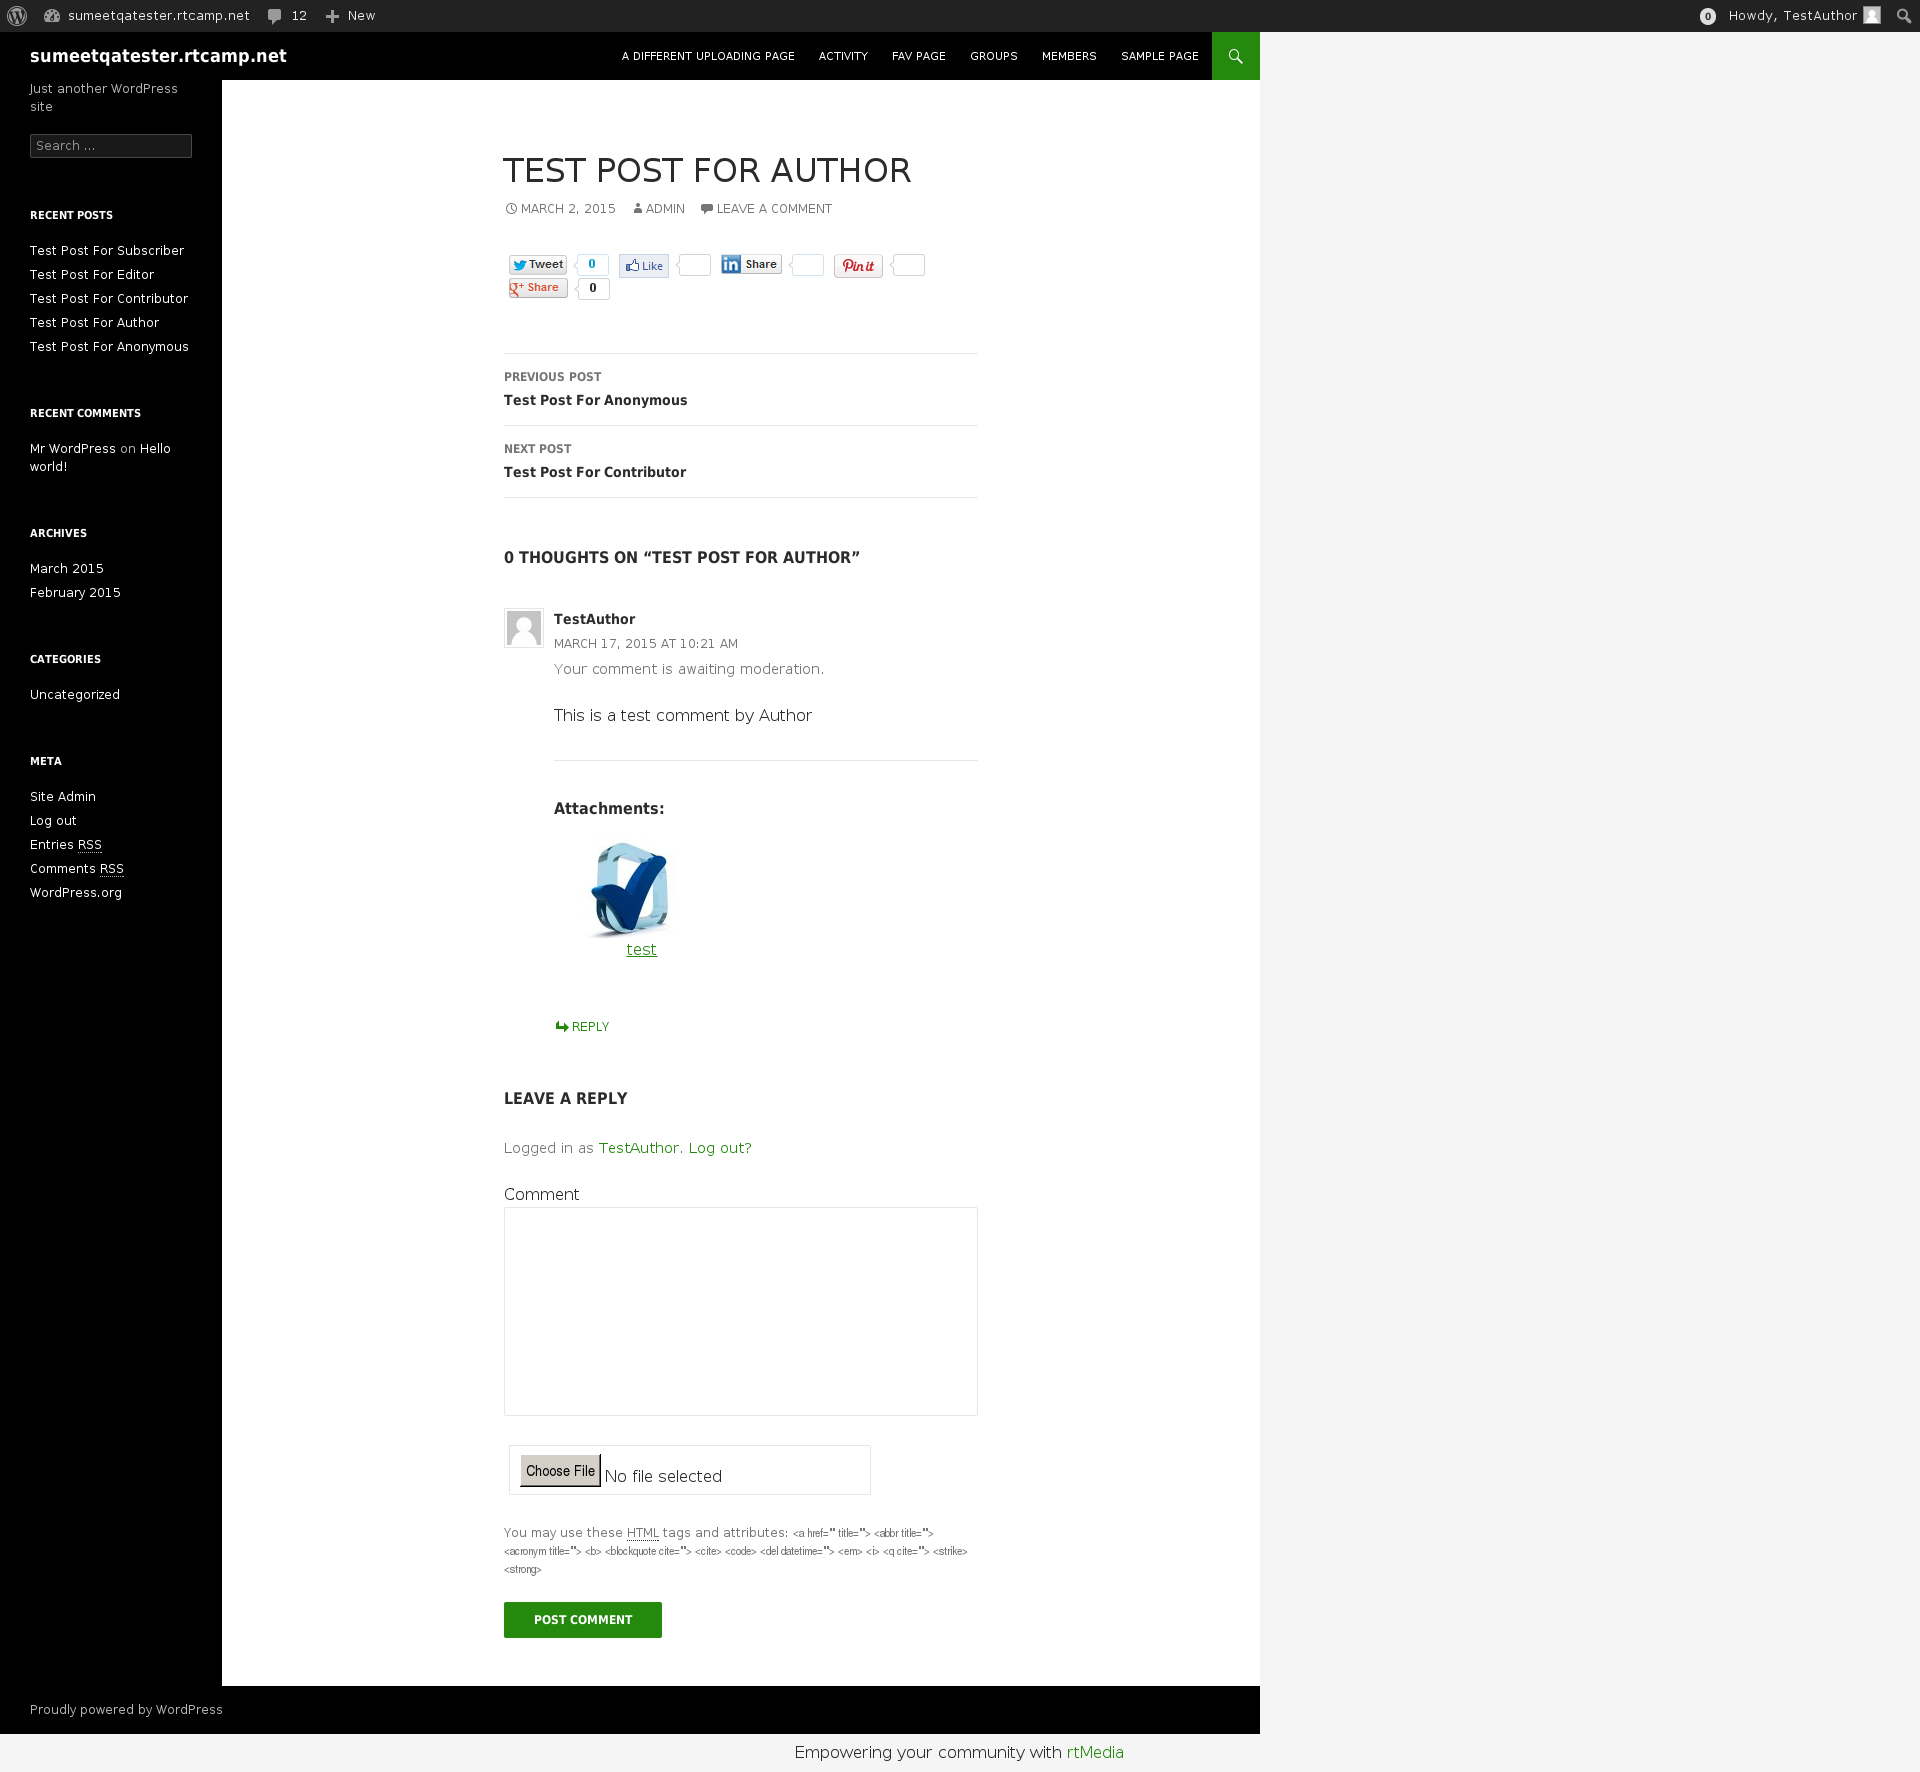 sumeetqatester.rtcamp.net 12 New 0 Howdy, TestAuthor
sumeetqatester.rtcamp.net A DIFFERENT UPLOADING PAGE ACTIVITY FAV PAGE GROUPS MEMBERS SAMPLE PAGE
Just another WordPress
site
Search ...
RECENT POSTS
Test Post For Subscriber
Test Post For Editor
Test Post For Contributor
Test Post For Author
Test Post For Anonymous
RECENT COMMENTS
Mr WordPress on Hello
world!
ARCHIVES
March 2015
February 2015
CATEGORIES
Uncategorized
META
Site Admin
Log out
Entries RSS
Comments RSS
WordPress.org
TEST POST FOR AUTHOR
MARCH 2, 2015 ADMIN LEAVE A COMMENT
Tweet 0 Like in Share Pin it
g+ Share 0
PREVIOUS POST
Test Post For Anonymous
NEXT POST
Test Post For Contributor
0 THOUGHTS ON “TEST POST FOR AUTHOR”
TestAuthor
MARCH 17, 2015 AT 10:21 AM
Your comment is awaiting moderation.
This is a test comment by Author
Attachments:
test
REPLY
LEAVE A REPLY
Logged in as TestAuthor. Log out?
Comment
Choose File No file selected
You may use these HTML tags and attributes: <a href="" title=""> <abbr title="">
<acronym title=""> <b> <blockquote cite=""> <cite> <code> <del datetime=""> <em> <i> <q cite=""> <strike>
<strong>
POST COMMENT
Proudly powered by WordPress
Empowering your community with rtMedia